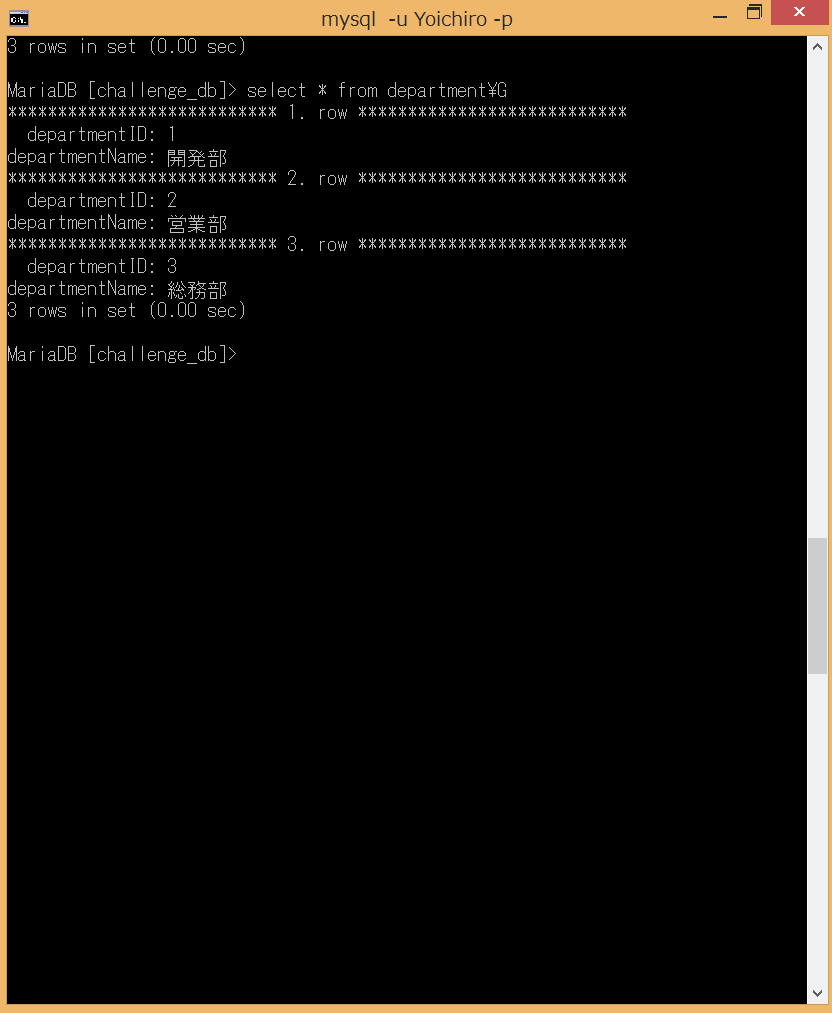 mysql -u Yoichiro -p
3 rows in set (0.00 sec)
MariaDB [challenge_db]> select * from department¥G
*************************** 1. row ***************************
departmentID: 1
departmentName: 開発部
*************************** 2. row ***************************
departmentID: 2
departmentName: 営業部
*************************** 3. row ***************************
departmentID: 3
departmentName: 総務部
3 rows in set (0.00 sec)
MariaDB [challenge_db]>